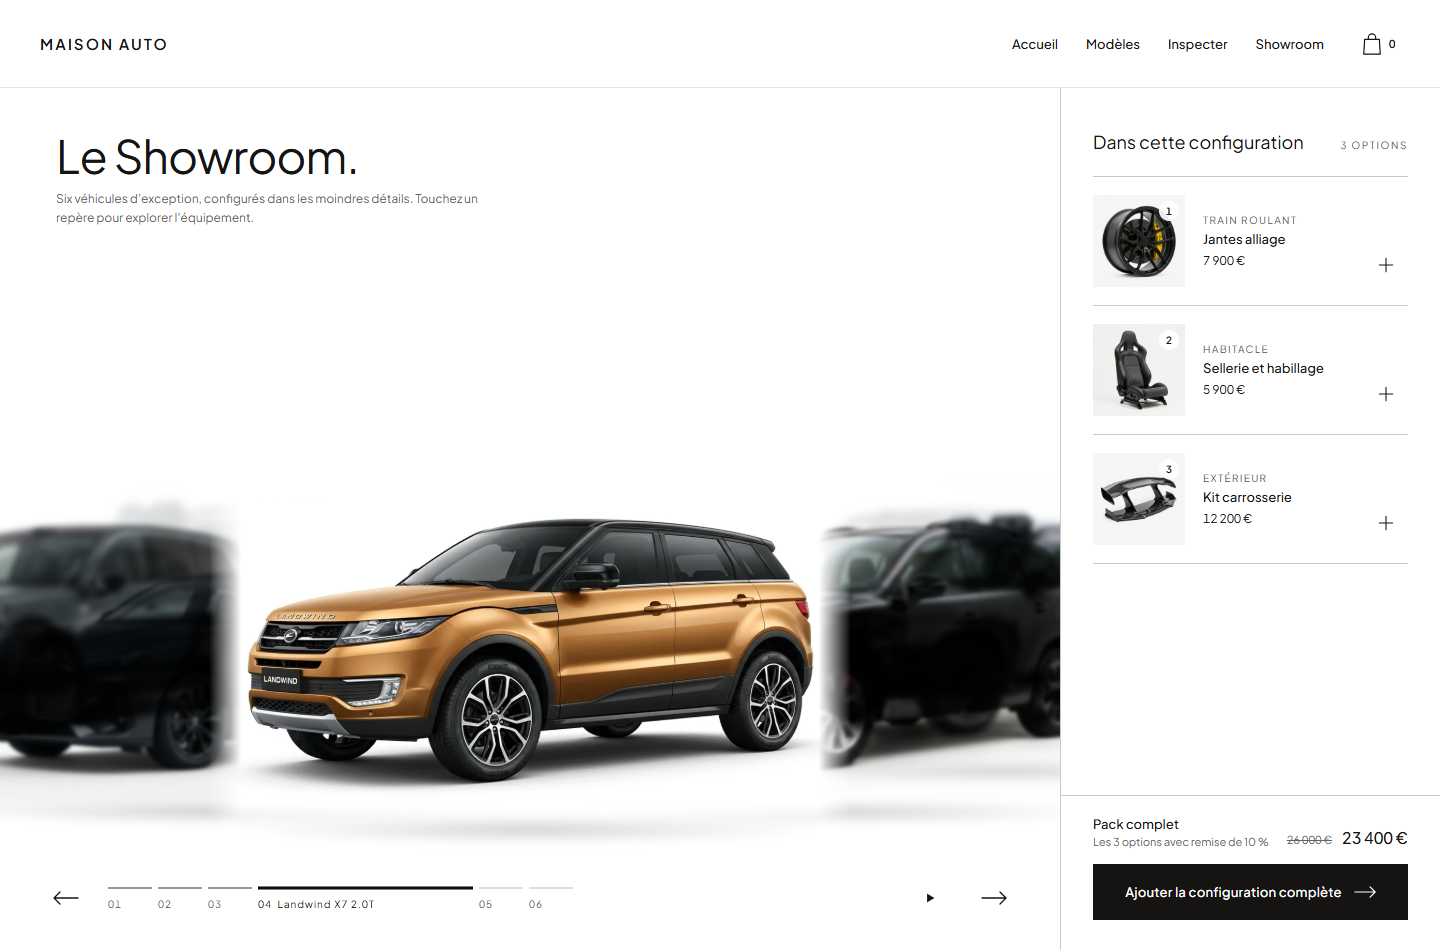 MAISON AUTO
Accueil
Modèles
Inspecter
Showroom
0
Le Showroom.
Six véhicules d'exception, configurés dans les moindres détails. Touchez un
repère pour explorer l'équipement.
LANDWIND
LANDWIND
01
02
03
04 Landwind X7 2.0T
05
06
Dans cette configuration
3 OPTIONS
1
TRAIN ROULANT
Jantes alliage
7 900 €
2
HABITACLE
Sellerie et habillage
5 900 €
3
EXTÉRIEUR
Kit carrosserie
12 200 €
Pack complet
Les 3 options avec remise de 10 %
26 000 €
23 400 €
Ajouter la configuration complète